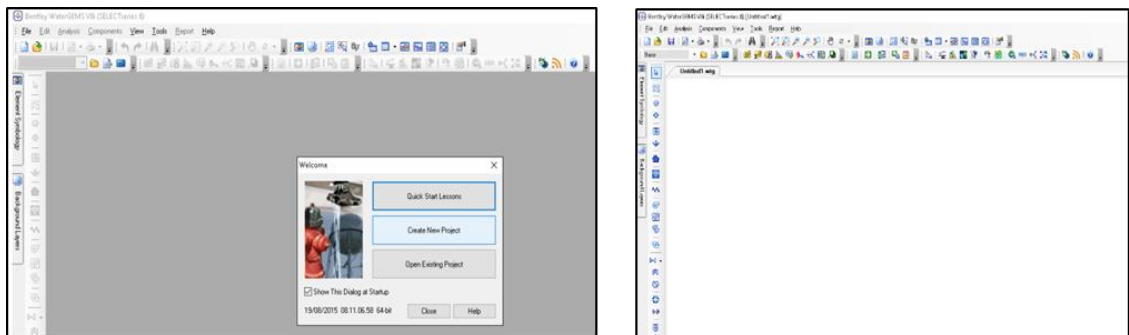 Bentley WaterGEMS V8i (SELECTseries 6)
File Edit Analysis Components View Tools Report Help
Element Symbology
Background Layers
Welcome
Quick Start Lessons
Create New Project
Open Existing Project
Show This Dialog at Startup
19/08/2015 08.11.06.58 64-bit
Close Help
Bentley WaterGEMS V8i (SELECTseries 6) [Untitled1.wtg]
File Edit Analysis Components View Tools Report Help
Base
Untitled1.wtg
Element Symbology
Background Layers